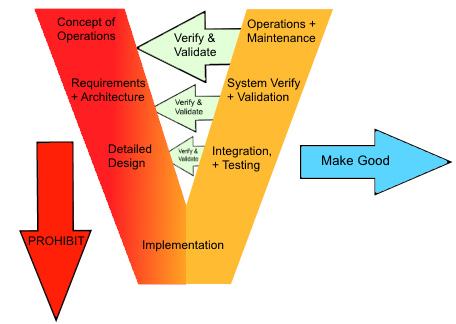 Concept of
Operations
Operations +
Maintenance
Verify &
Validate
Requirements
+ Architecture
System Verify
+ Validation
Verify &
Validate
Detailed
Design
Integration,
+ Testing
Verify &
Validate
Make Good
PROHIBIT
Implementation